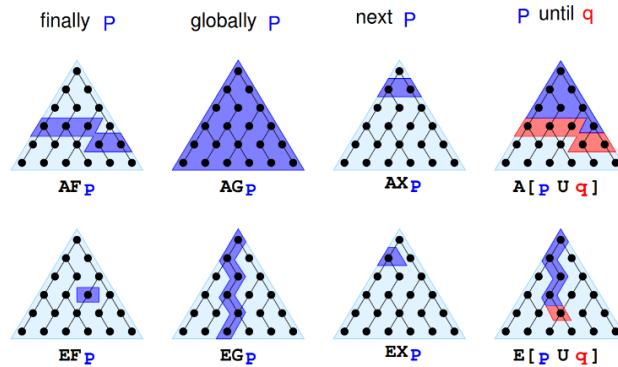 finally P globally P next P P until q
AFp AGp AXp A[p U q]
EFp EGp EXp E[p U q]